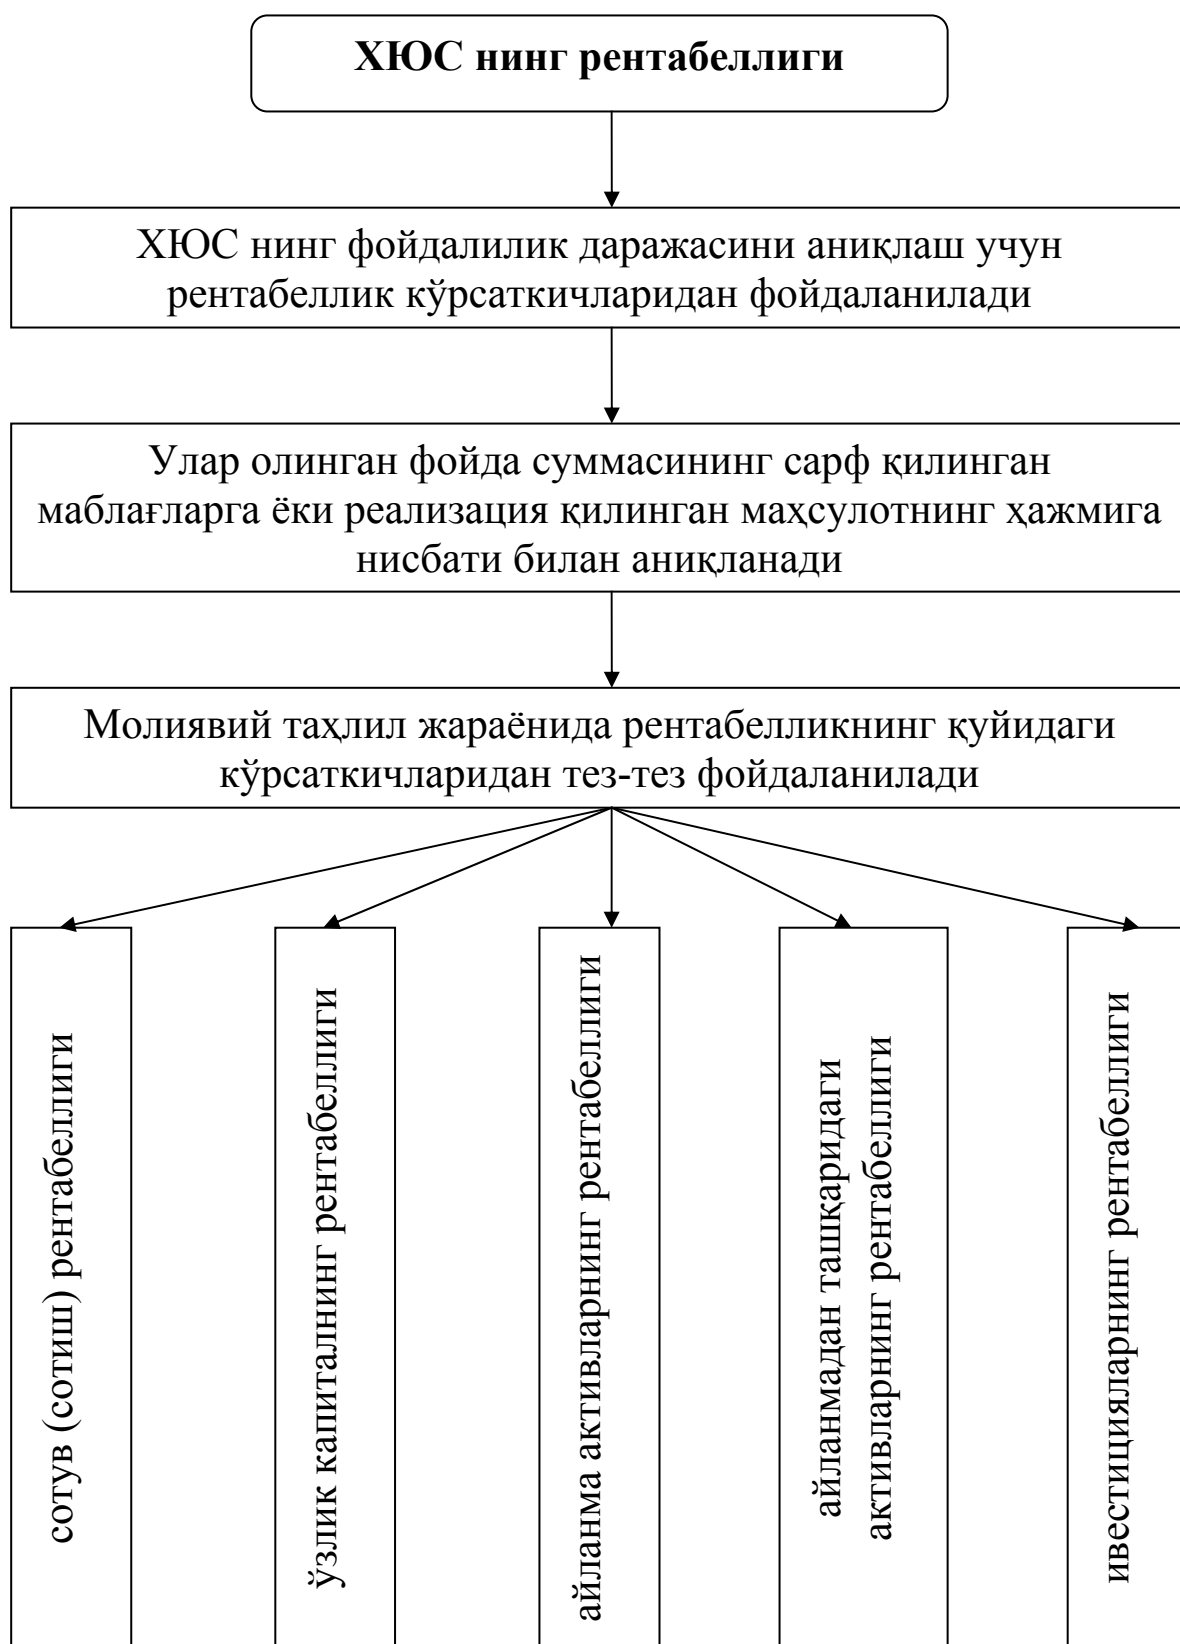 ХЮС нинг рентабеллиги
ХЮС нинг фойдалилик даражасини аниқлаш учун
рентабеллик кўрсаткичларидан фойдаланилади
Улар олинган фойда суммасининг сарф қилинган
маблағларга ёки реализация қилинган маҳсулотнинг ҳажмига
нисбати билан аниқланади
Молиявий таҳлил жараёнида рентабелликнинг қуйидаги
кўрсаткичларидан тез-тез фойдаланилади
сотув (сотиш) рентабеллиги
ўзлик капиталнинг рентабеллиги
айланма активларнинг рентабеллиги
айланмадан ташқаридаги
активларнинг рентабеллиги
ивестицияларнинг рентабеллиги